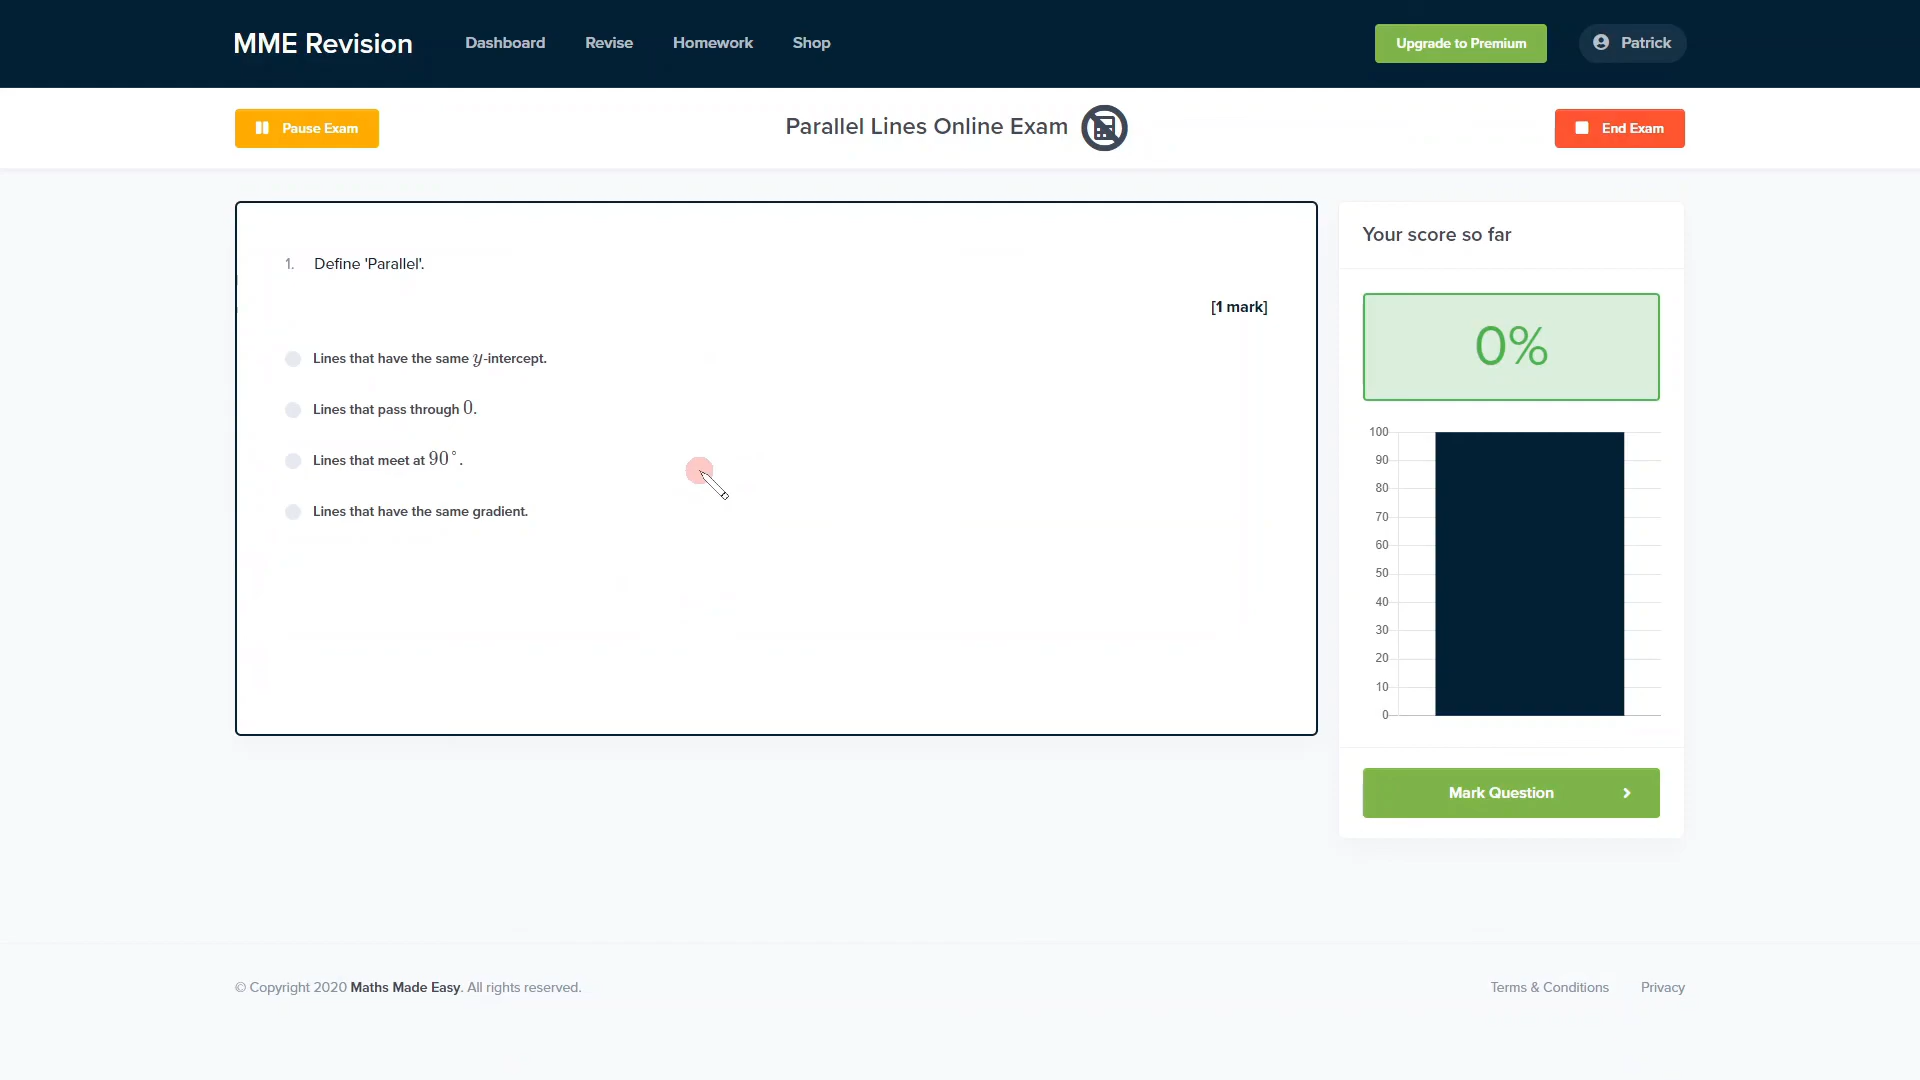 MME Revision Dashboard Revise Homework Shop Upgrade to Premium Patrick
Pause Exam Parallel Lines Online Exam End Exam
1. Define 'Parallel'.
[1 mark]
Lines that have the same y-intercept.
Lines that pass through 0.
Lines that meet at 90°.
Lines that have the same gradient.
Your score so far
0%
100
90
80
70
60
50
40
30
20
10
0
Mark Question
© Copyright 2020 Maths Made Easy. All rights reserved. Terms & Conditions Privacy